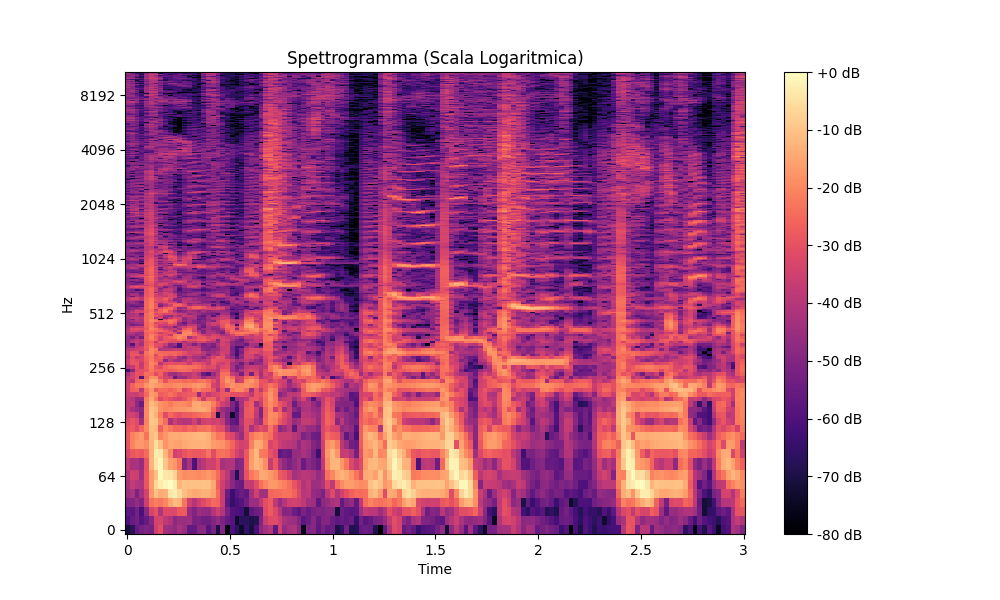 Spettrogramma (Scala Logaritmica)
8192
4096
2048
1024
512
256
128
64
0
Hz
0
0.5
1
1.5
2
2.5
3
Time
+0 dB
-10 dB
-20 dB
-30 dB
-40 dB
-50 dB
-60 dB
-70 dB
-80 dB